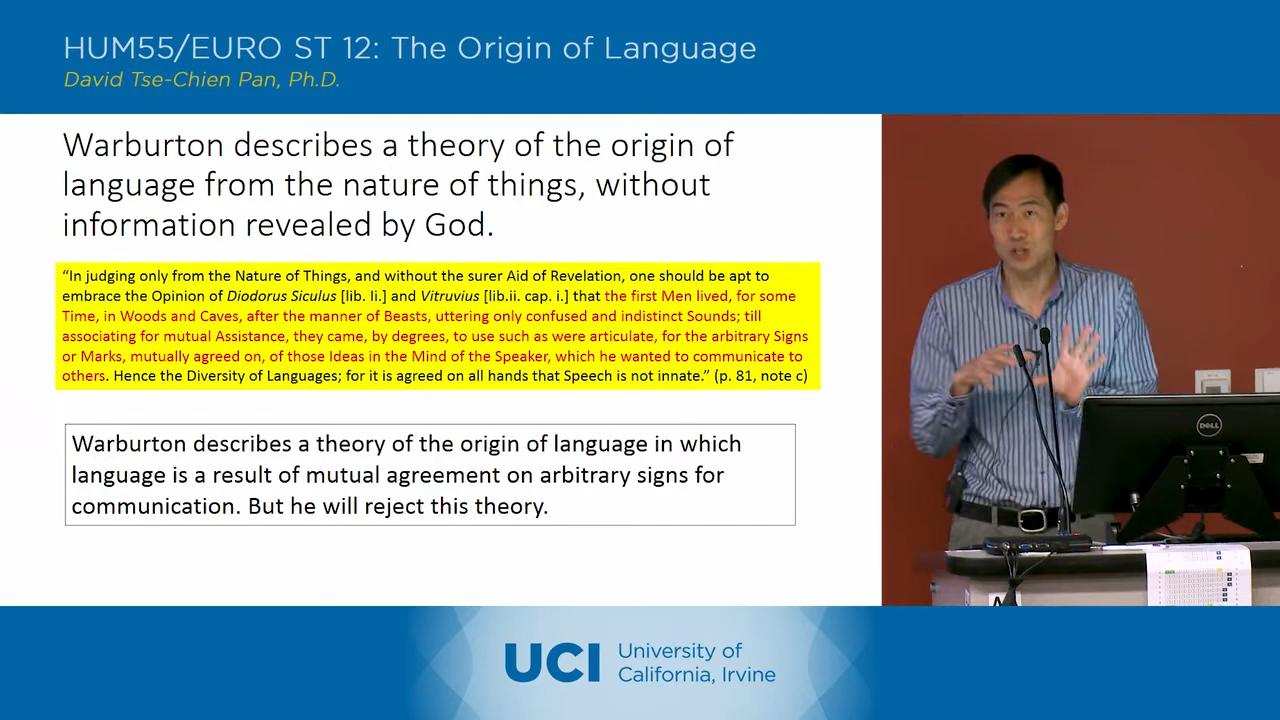 HUM55/EURO ST 12: The Origin of Language
David Tse-Chien Pan, Ph.D.
Warburton describes a theory of the origin of
language from the nature of things, without
information revealed by God.
“In judging only from the Nature of Things, and without the surer Aid of Revelation, one should be apt to
embrace the Opinion of Diodorus Siculus [lib. Ii.] and Vitruvius [lib.ii. cap. i.] that the first Men lived, for some
Time, in Woods and Caves, after the manner of Beasts, uttering only confused and indistinct Sounds; till
associating for mutual Assistance, they came, by degrees, to use such as were articulate, for the arbitrary Signs
or Marks, mutually agreed on, of those Ideas in the Mind of the Speaker, which he wanted to communicate to
others. Hence the Diversity of Languages; for it is agreed on all hands that Speech is not innate.” (p. 81, note c)
Warburton describes a theory of the origin of language in which
language is a result of mutual agreement on arbitrary signs for
communication. But he will reject this theory.
DELL
UCI University of
California, Irvine